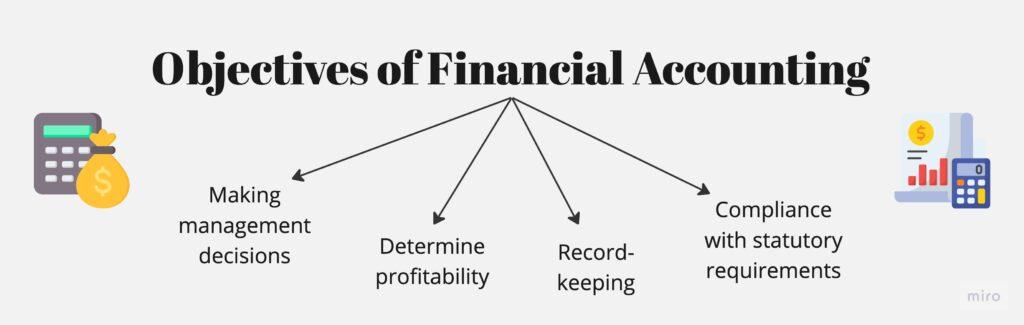 Objectives of Financial Accounting
Making
management
decisions
Determine
profitability
Record-
keeping
Compliance
with statutory
requirements
$
$
0
miro